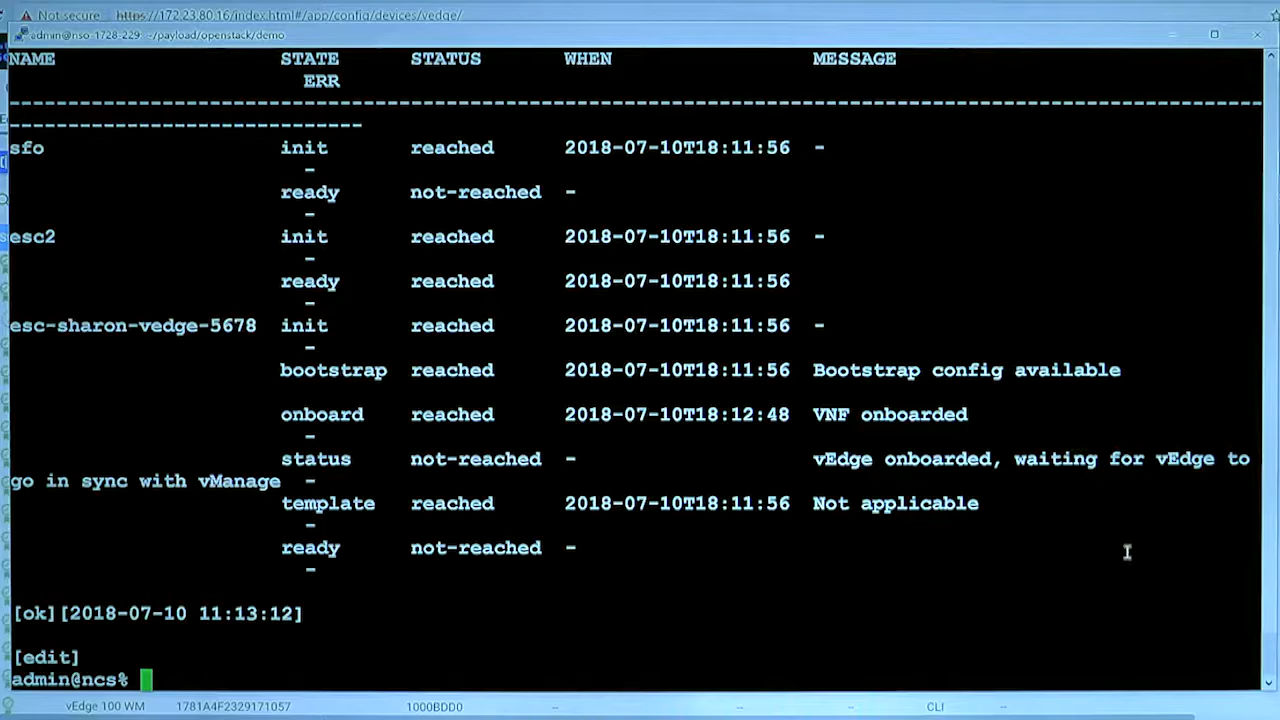 Not secure https://172.23.80.16/index.html#/app/config/devices/vedge/
admin@nso-1728-229: ~/payload/openstack/demo
NAME STATE STATUS WHEN MESSAGE
ERR
--------------------------------------------------------------------------------------------------------
------------------------------
sfo init reached 2018-07-10T18:11:56 -
-
ready not-reached -
-
esc2 init reached 2018-07-10T18:11:56 -
-
ready reached 2018-07-10T18:11:56
-
esc-sharon-vedge-5678 init reached 2018-07-10T18:11:56 -
-
bootstrap reached 2018-07-10T18:11:56 Bootstrap config available
onboard reached 2018-07-10T18:12:48 VNF onboarded
-
status not-reached - vEdge onboarded, waiting for vEdge to
go in sync with vManage -
template reached 2018-07-10T18:11:56 Not applicable
-
ready not-reached -
-
[ok][2018-07-10 11:13:12]
[edit]
admin@ncs%
vEdge 100 WM 1781A4F2329171057 1000BDD0 -- -- -- CLI --